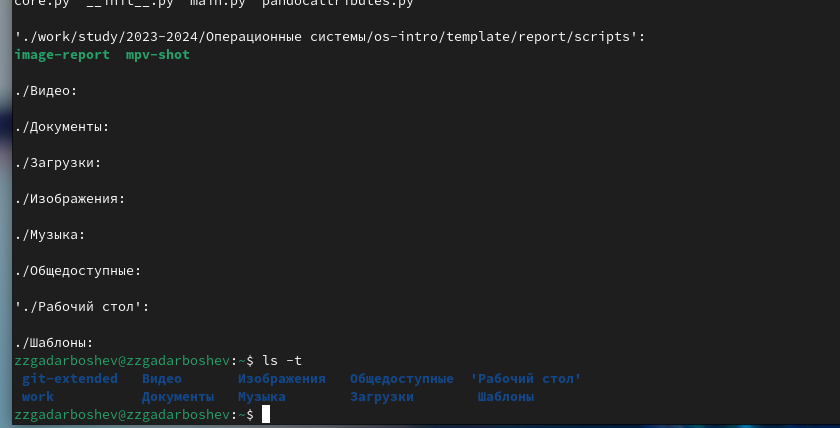 core.py  __init__.py  main.py  pandocattributes.py
'./work/study/2023-2024/Операционные системы/os-intro/template/report/scripts':
image-report  mpv-shot
./Видео:
./Документы:
./Загрузки:
./Изображения:
./Музыка:
./Общедоступные:
'./Рабочий стол':
./Шаблоны:
zzgadarboshev@zzgadarboshev:~$ ls -t
git-extended   Видео       Изображения   Общедоступные  'Рабочий стол'
work           Документы   Музыка        Загрузки        Шаблоны
zzgadarboshev@zzgadarboshev:~$